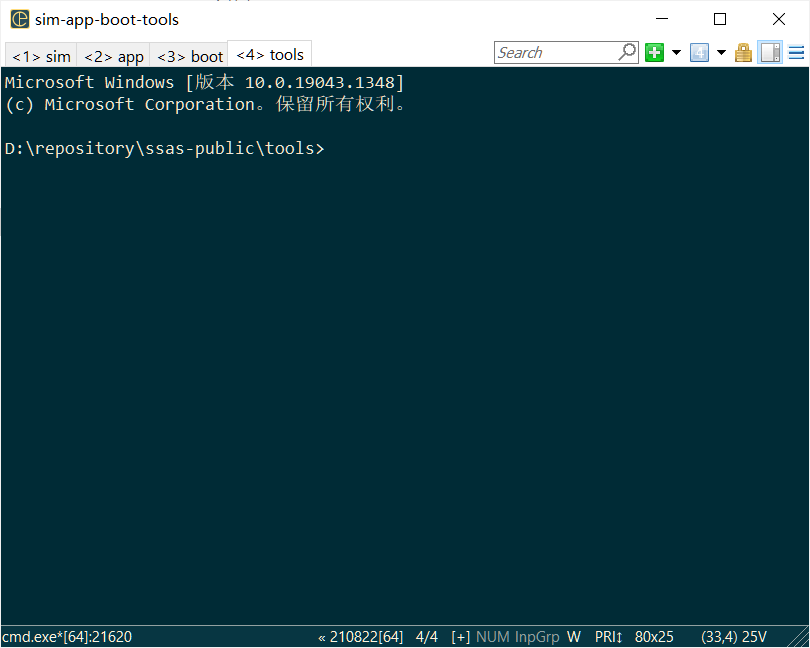 sim-app-boot-tools
<1> sim <2> app <3> boot <4> tools Search
Microsoft Windows [版本 10.0.19043.1348]
(c) Microsoft Corporation。保留所有权利。
D:\repository\ssas-public\tools>
cmd.exe*[64]:21620 « 210822[64] 4/4 [+] NUM InpGrp W PRI↕ 80x25 (33,4) 25V